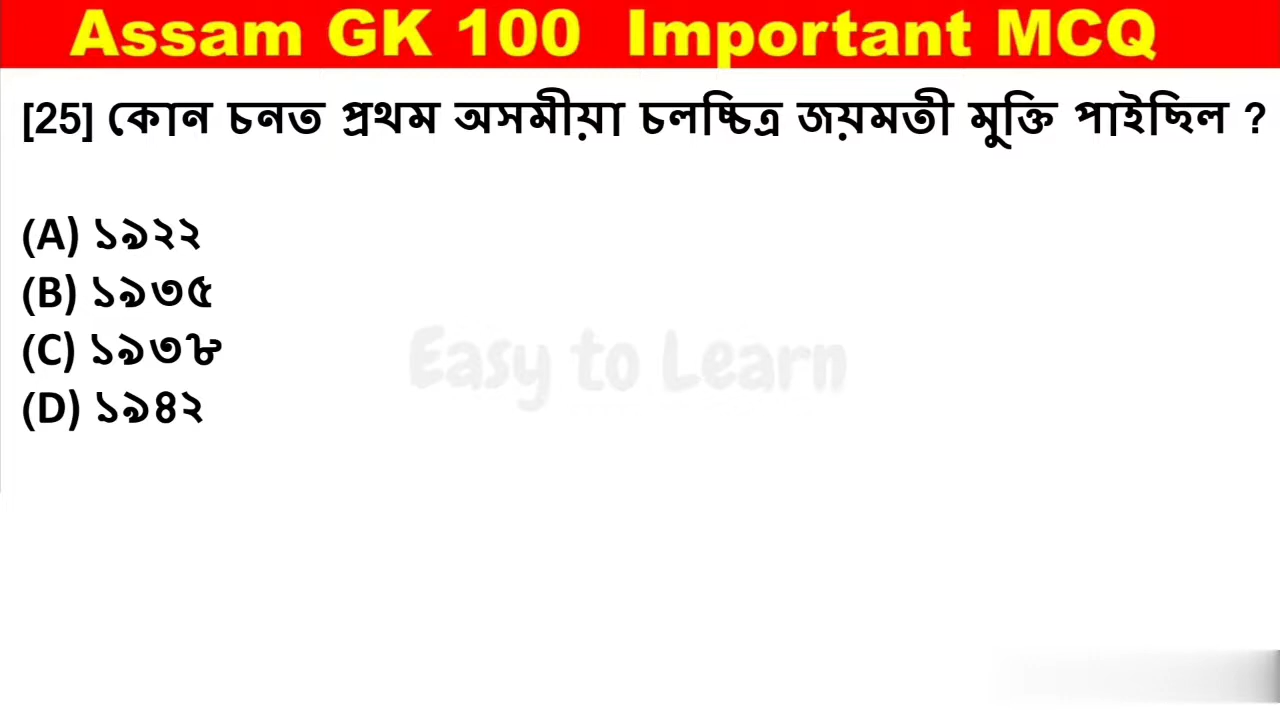 Assam GK 100 Important MCQ
[25] কোন চনত প্রথম অসমীয়া চলচ্চিত্র জয়মতী মুক্তি পাইছিল ?
(A) ১৯২২
(B) ১৯৩৫
(C) ১৯৩৮
(D) ১৯৪২
Easy to Learn